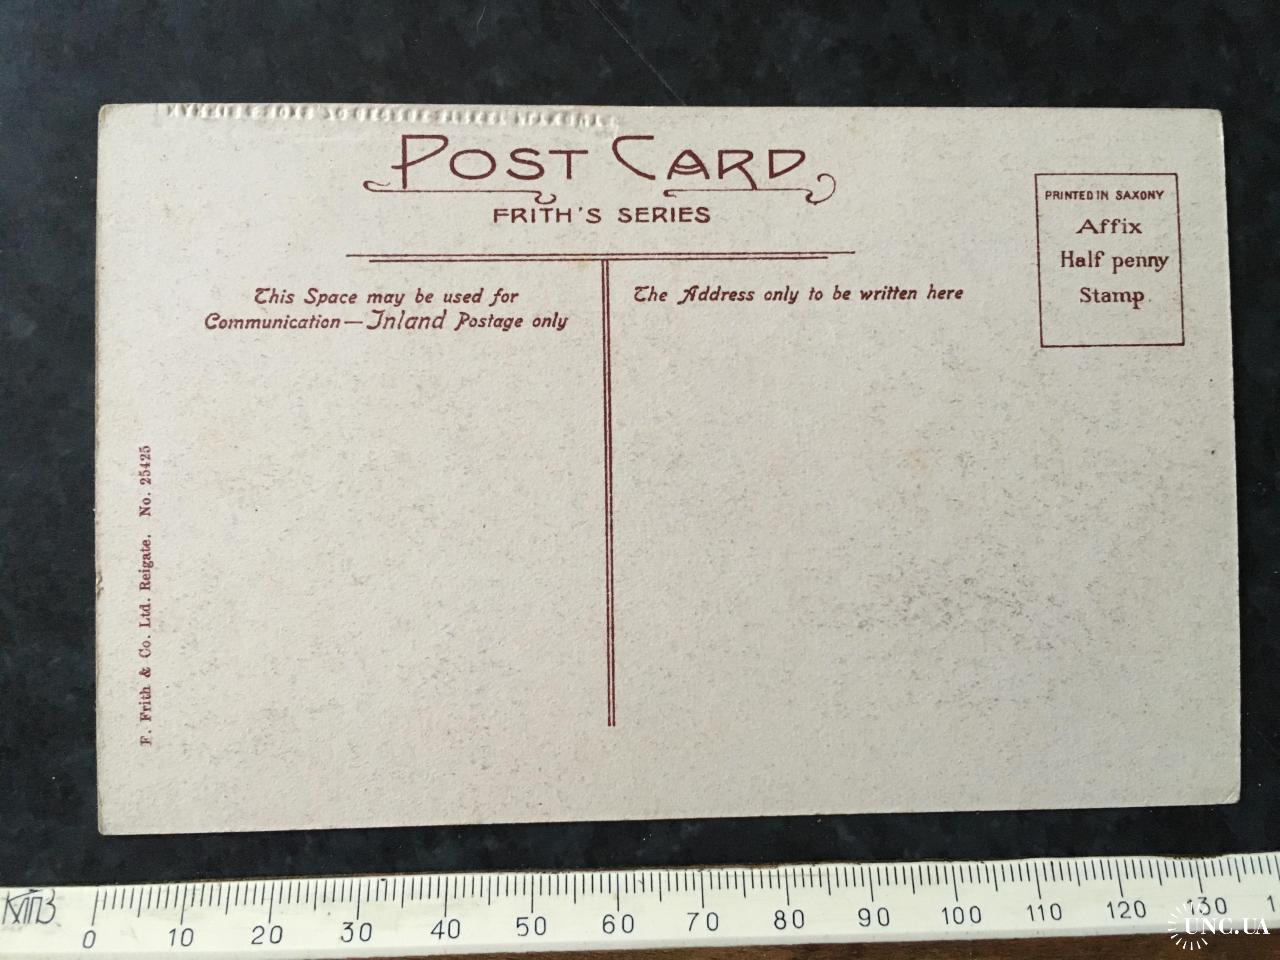 POST CARD
FRITH'S SERIES
PRINTED IN SAXONY
Affix
Half penny
Stamp
This Space may be used for
Communication—Inland Postage only
The Address only to be written here
F. Frith & Co. Ltd. Reigate. No. 25425
0 10 20 30 40 50 60 70 80 90 100 110 120 130 1
UNC.UA